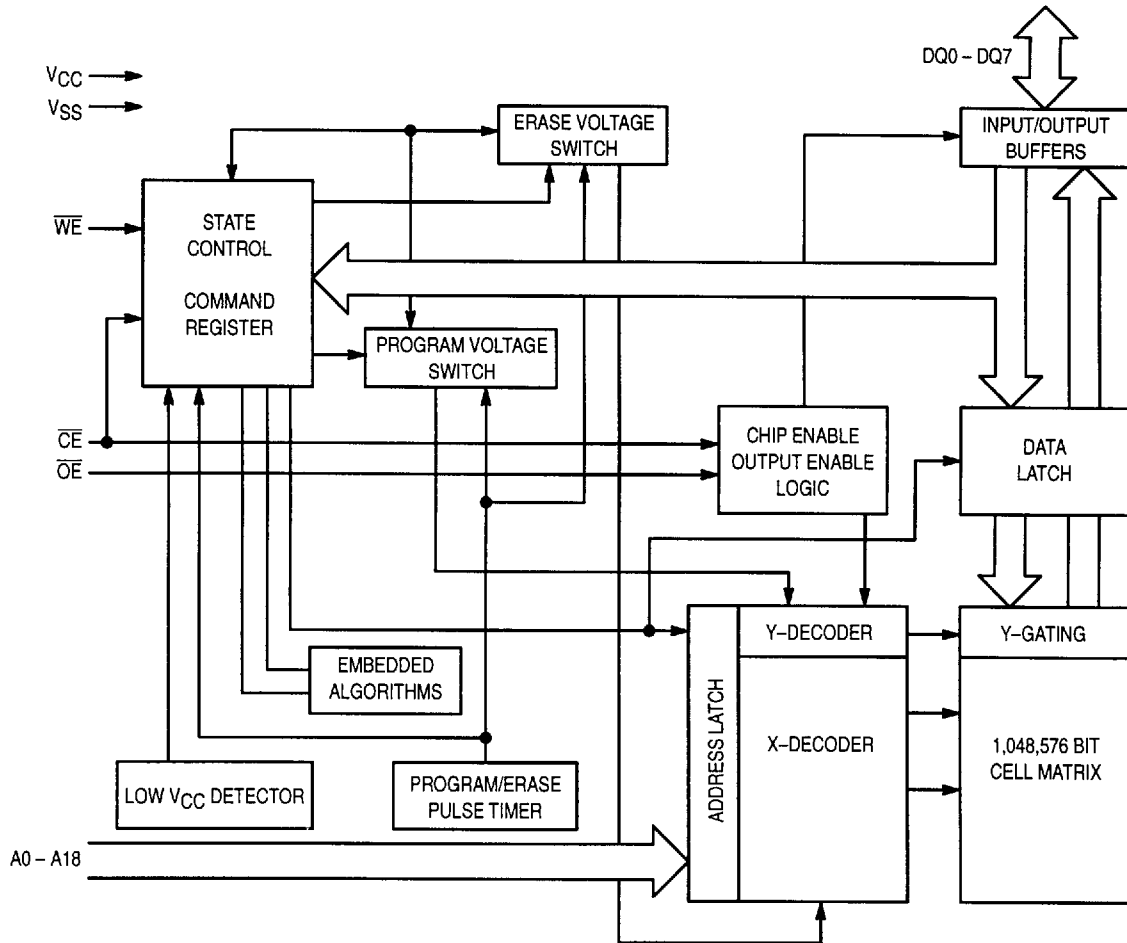 DQ0 – DQ7
VCC
VSS
ERASE VOLTAGE
SWITCH
INPUT/OUTPUT
BUFFERS
WE
STATE
CONTROL
COMMAND
REGISTER
PROGRAM VOLTAGE
SWITCH
CE
OE
CHIP ENABLE
OUTPUT ENABLE
LOGIC
DATA
LATCH
Y–DECODER
Y–GATING
EMBEDDED
ALGORITHMS
ADDRESS LATCH
X–DECODER
1,048,576 BIT
CELL MATRIX
LOW VCC DETECTOR
PROGRAM/ERASE
PULSE TIMER
A0 – A18